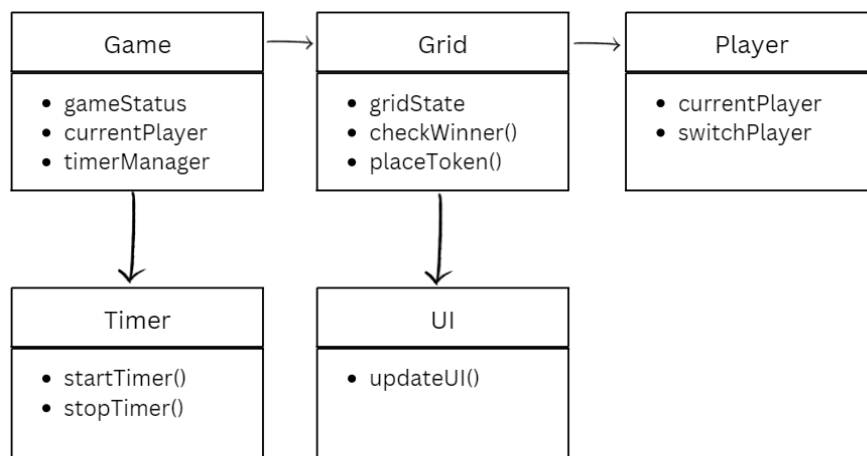 Game
• gameStatus
• currentPlayer
• timerManager
Grid
• gridState
• checkWinner()
• placeToken()
Player
• currentPlayer
• switchPlayer
Timer
• startTimer()
• stopTimer()
UI
• updateUI()